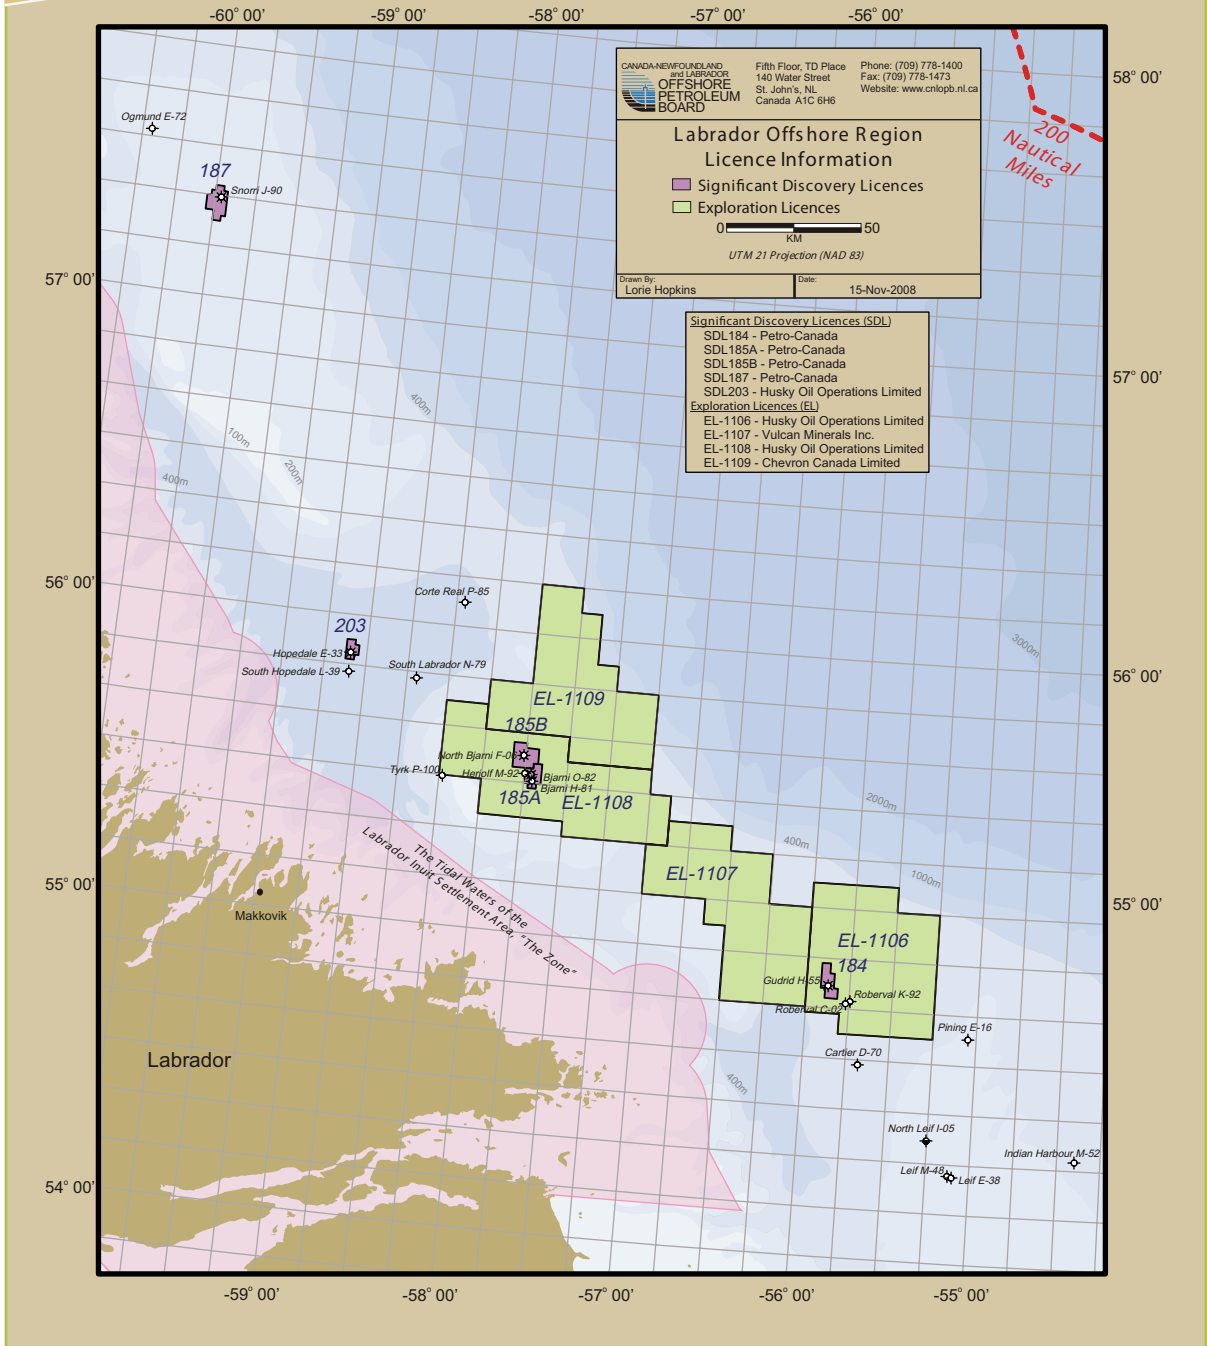 -60° 00'
-59° 00'
-58° 00'
-57° 00'
-56° 00'
58° 00'
57° 00'
56° 00'
55° 00'
57° 00'
56° 00'
55° 00'
54° 00'
-59° 00'
-58° 00'
-57° 00'
-56° 00'
-55° 00'
CANADA-NEWFOUNDLAND
and LABRADOR
OFFSHORE
PETROLEUM
BOARD
Fifth Floor, TD Place
140 Water Street
St. John's, NL
Canada A1C 6H6
Phone: (709) 778-1400
Fax: (709) 778-1473
Website: www.cnlopb.nl.ca
Labrador Offshore Region
Licence Information
Significant Discovery Licences
Exploration Licences
0 50
KM
UTM 21 Projection (NAD 83)
Drawn By:
Lorie Hopkins
Date:
15-Nov-2008
Significant Discovery Licences (SDL)
SDL184 - Petro-Canada
SDL185A - Petro-Canada
SDL185B - Petro-Canada
SDL187 - Petro-Canada
SDL203 - Husky Oil Operations Limited
Exploration Licences (EL)
EL-1106 - Husky Oil Operations Limited
EL-1107 - Vulcan Minerals Inc.
EL-1108 - Husky Oil Operations Limited
EL-1109 - Chevron Canada Limited
200
Nautical
Miles
Ogmund E-72
187
Snorri J-90
400m
100m
200m
400m
Corte Real P-85
203
Hopedale E-33
South Hopedale L-39
South Labrador N-79
3000m
EL-1109
185B
North Bjarni F-06
Tyrk P-100
Herjolf M-92
Bjarni O-82
Bjarni H-81
185A
EL-1108
2000m
400m
1000m
The Tidal Waters of the
Labrador Inuit Settlement Area, "The Zone"
EL-1107
Makkovik
EL-1106
184
Gudrid H-55
Roberval K-92
Roberval C-02
Pining E-16
Cartier D-70
Labrador
400m
North Leif I-05
Indian Harbour M-52
Leif M-48
Leif E-38